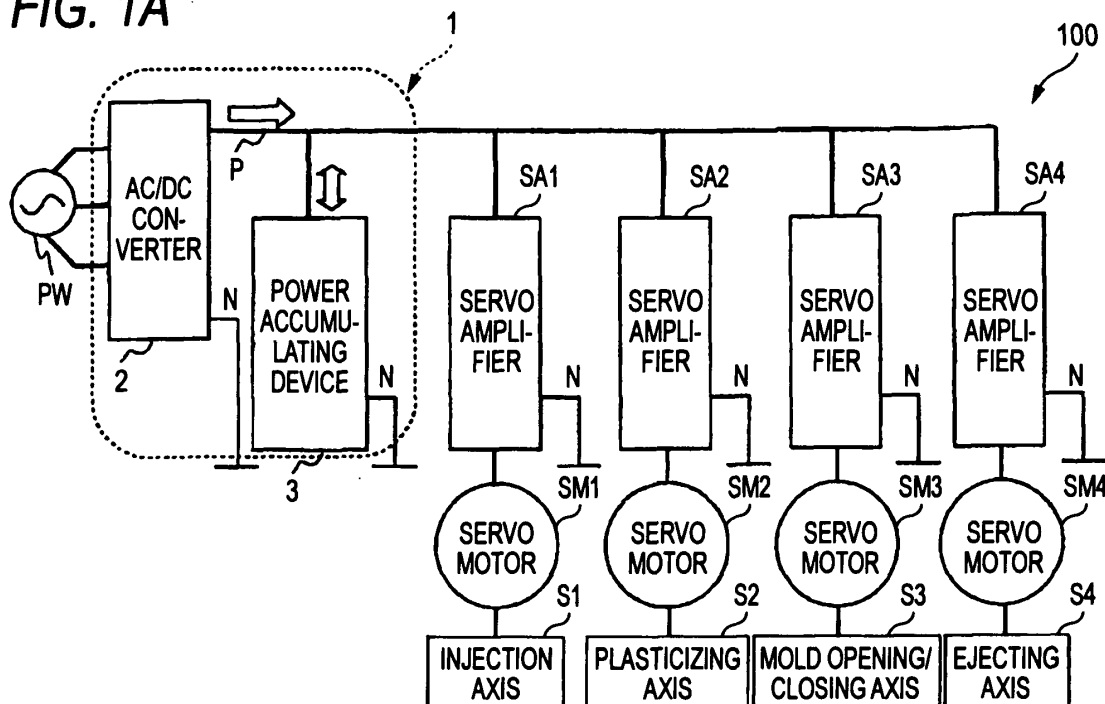 FIG. 1A
1
100
P
SA1
SA2
SA3
SA4
AC/DC
CON-
VERTER
PW
N
2
POWER
ACCUMU-
LATING
DEVICE
N
3
SERVO
AMPLI-
FIER
N
SERVO
AMPLI-
FIER
N
SERVO
AMPLI-
FIER
N
SERVO
AMPLI-
FIER
N
SM1
SM2
SM3
SM4
SERVO
MOTOR
SERVO
MOTOR
SERVO
MOTOR
SERVO
MOTOR
S1
S2
S3
S4
INJECTION
AXIS
PLASTICIZING
AXIS
MOLD OPENING/
CLOSING AXIS
EJECTING
AXIS